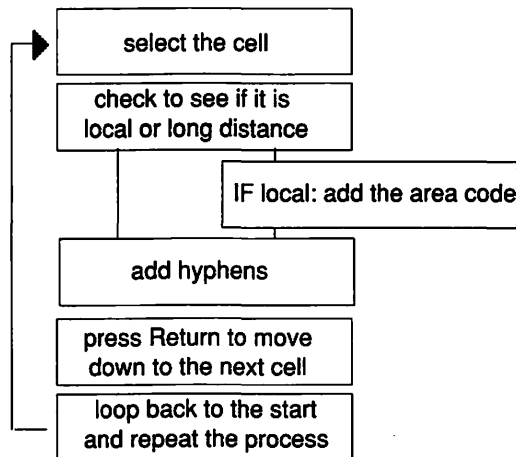 select the cell
check to see if it is
local or long distance
IF local: add the area code
add hyphens
press Return to move
down to the next cell
loop back to the start
and repeat the process